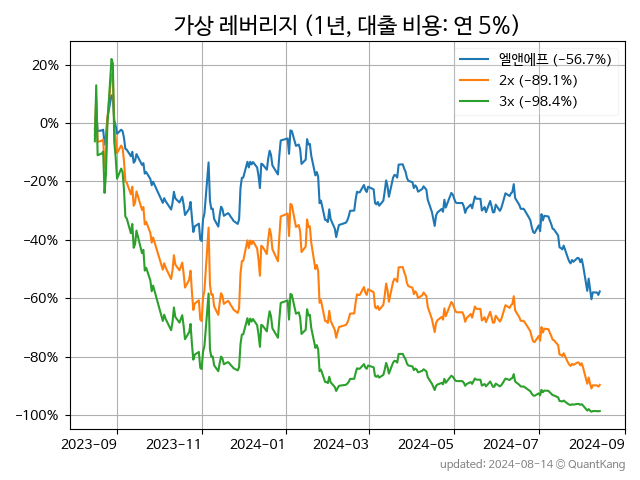 가상 레버리지 (1년, 대출 비용: 연 5%)
엘앤에프 (-56.7%)
2x (-89.1%)
3x (-98.4%)
20%
0%
-20%
-40%
-60%
-80%
-100%
2023-09 2023-11 2024-01 2024-03 2024-05 2024-07 2024-09
updated: 2024-08-14 © QuantKang